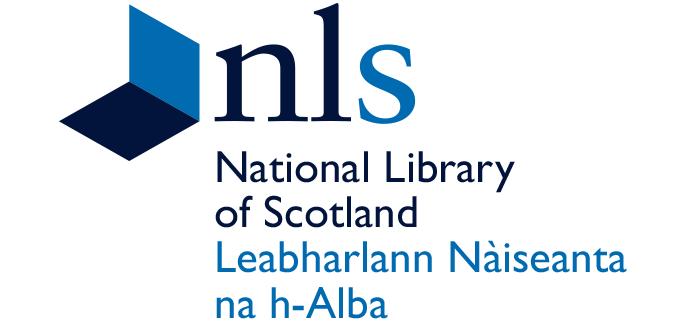 nls
National Library
of Scotland
Leabharlann Nàiseanta
na h-Alba